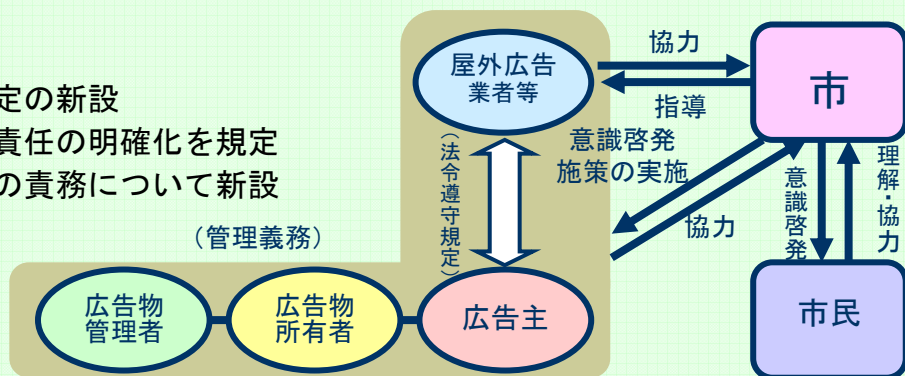 定の新設
責任の明確化を規定
の責務について新設
(管理義務)
屋外広告
業者等
(法令遵守規定)
協力
指導
意識啓発
施策の実施
協力
市
意識啓発
理解・協力
広告物
管理者
広告物
所有者
広告主
市民